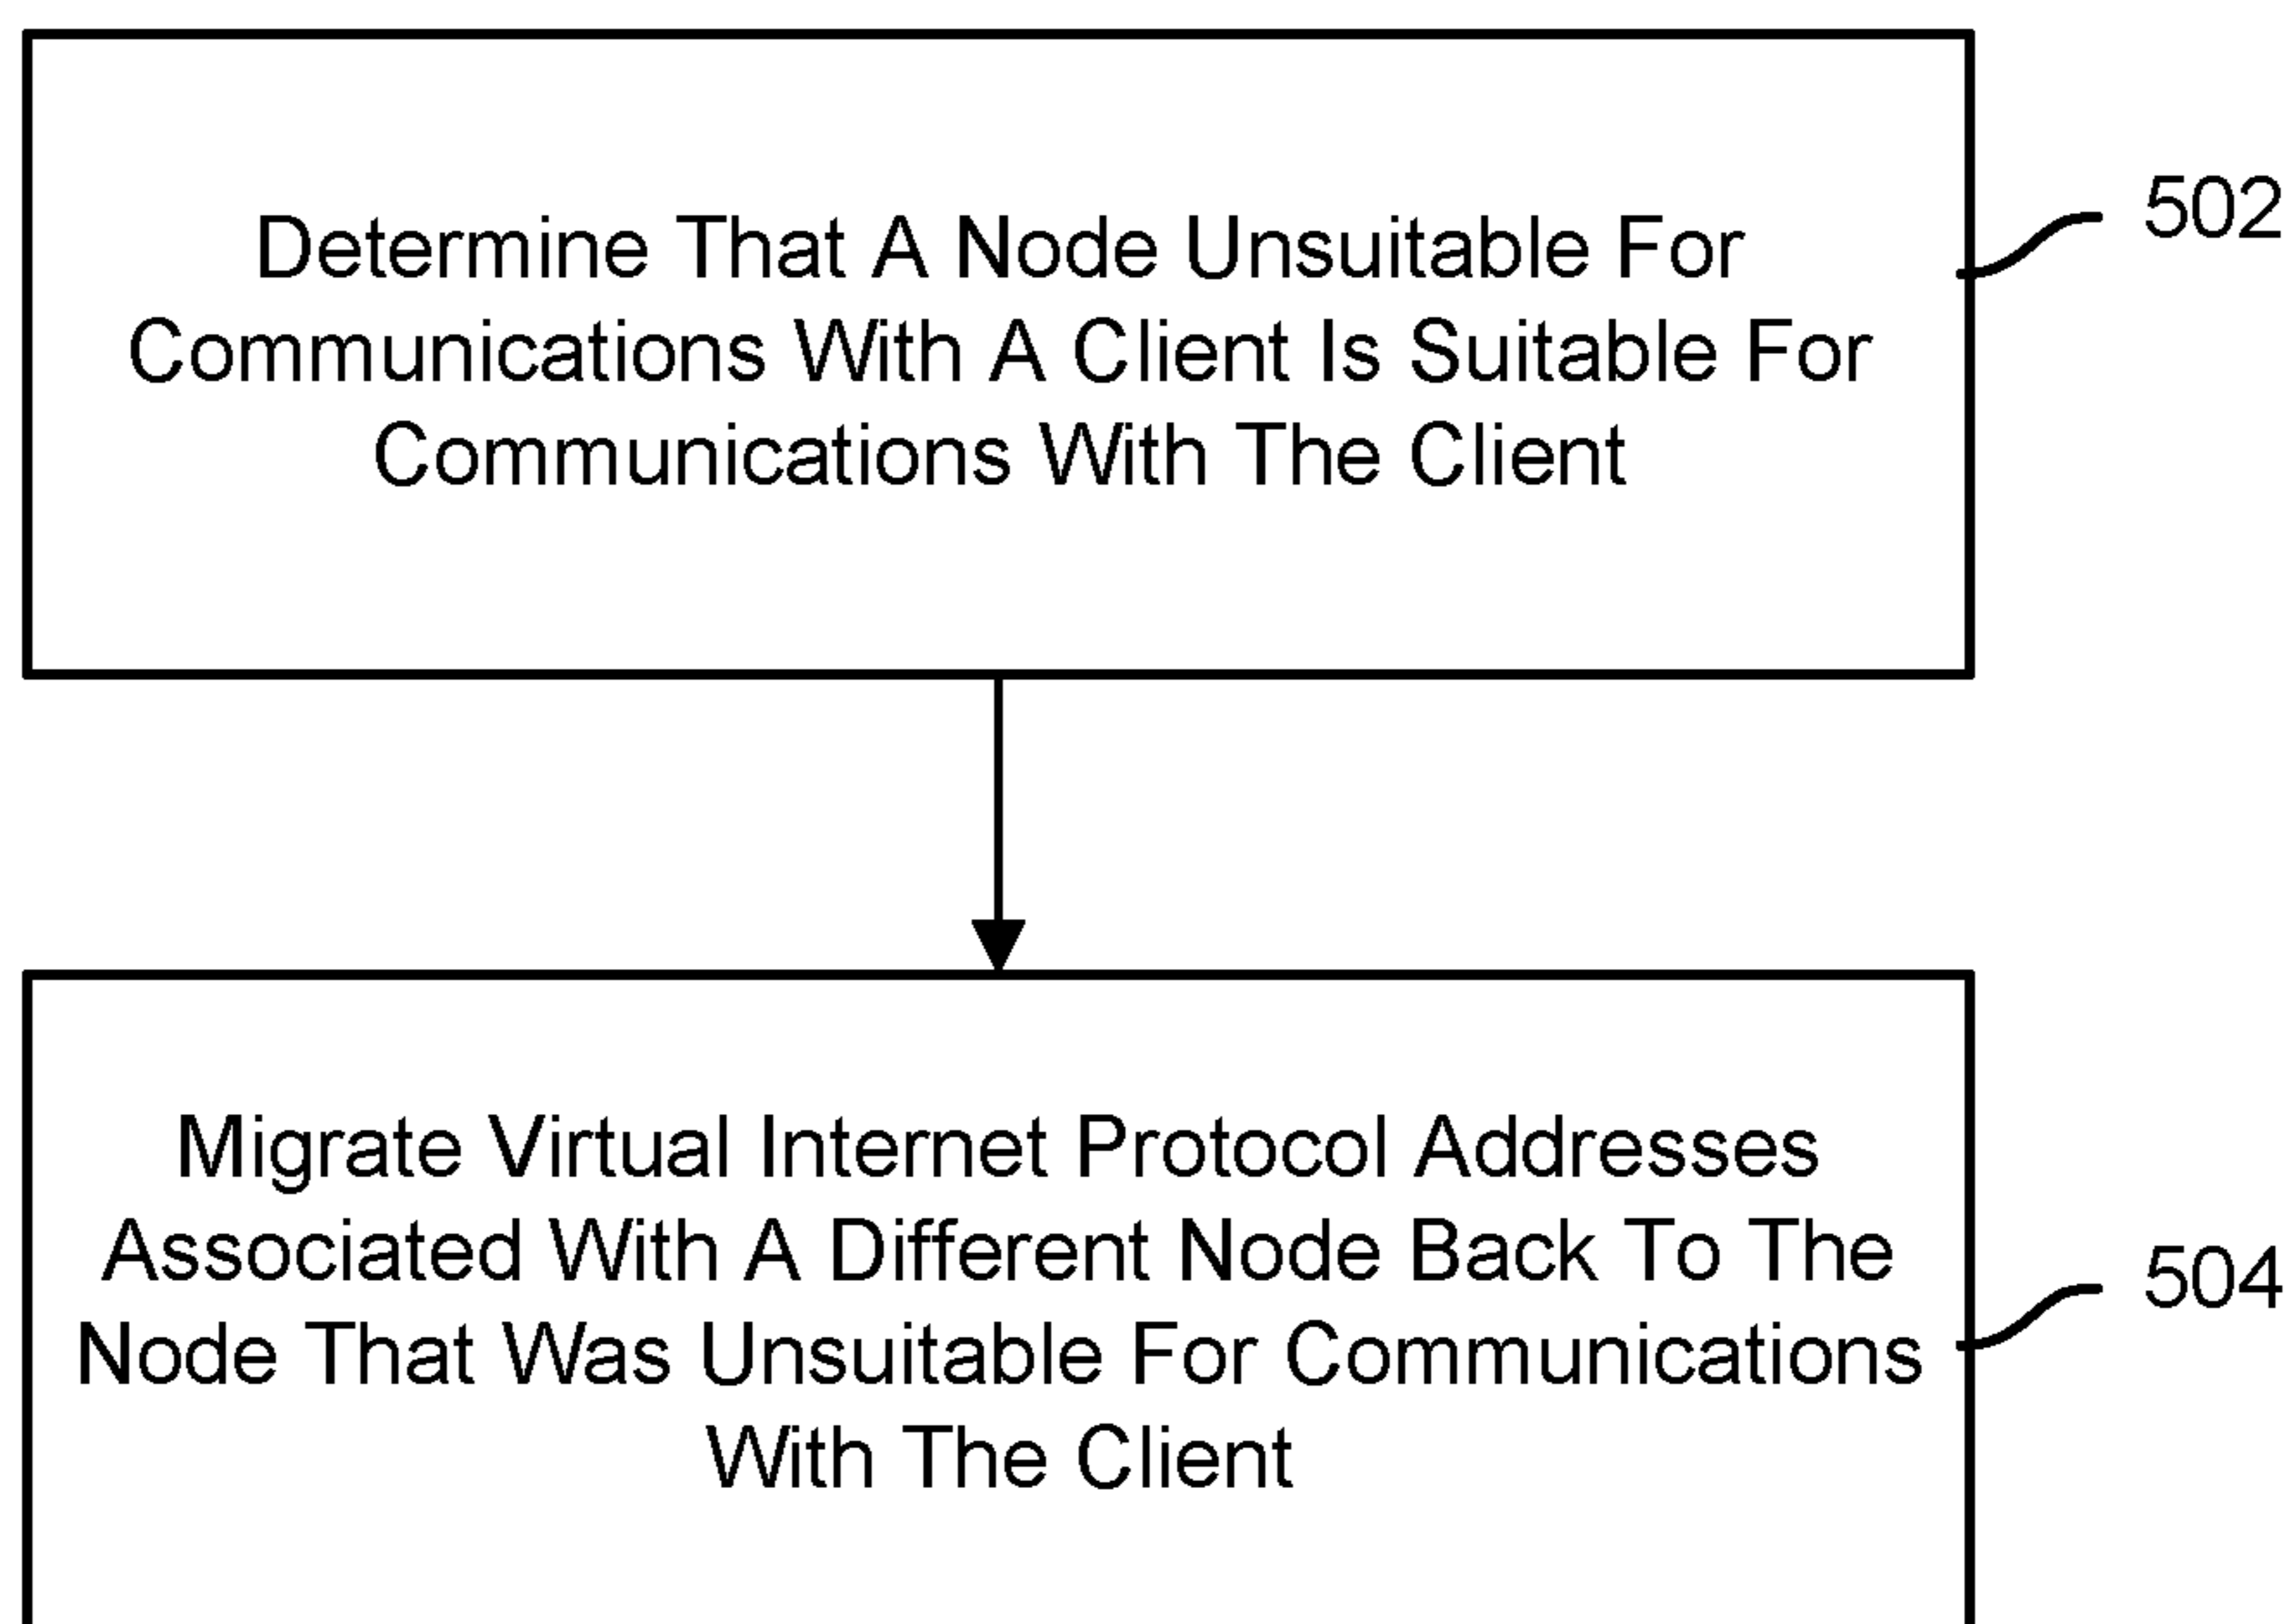 Determine That A Node Unsuitable For
Communications With A Client Is Suitable For
Communications With The Client
502
Migrate Virtual Internet Protocol Addresses
Associated With A Different Node Back To The
Node That Was Unsuitable For Communications
With The Client
504